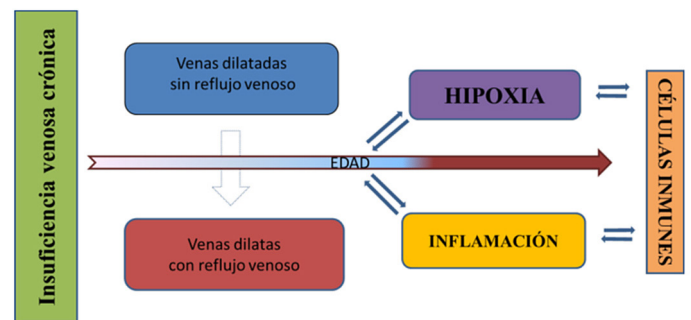 Insuficiencia venosa crónica
Venas dilatadas
sin reflujo venoso
HIPOXIA
CÉLULAS INMUNES
EDAD
Venas dilatas
con reflujo venoso
INFLAMACIÓN